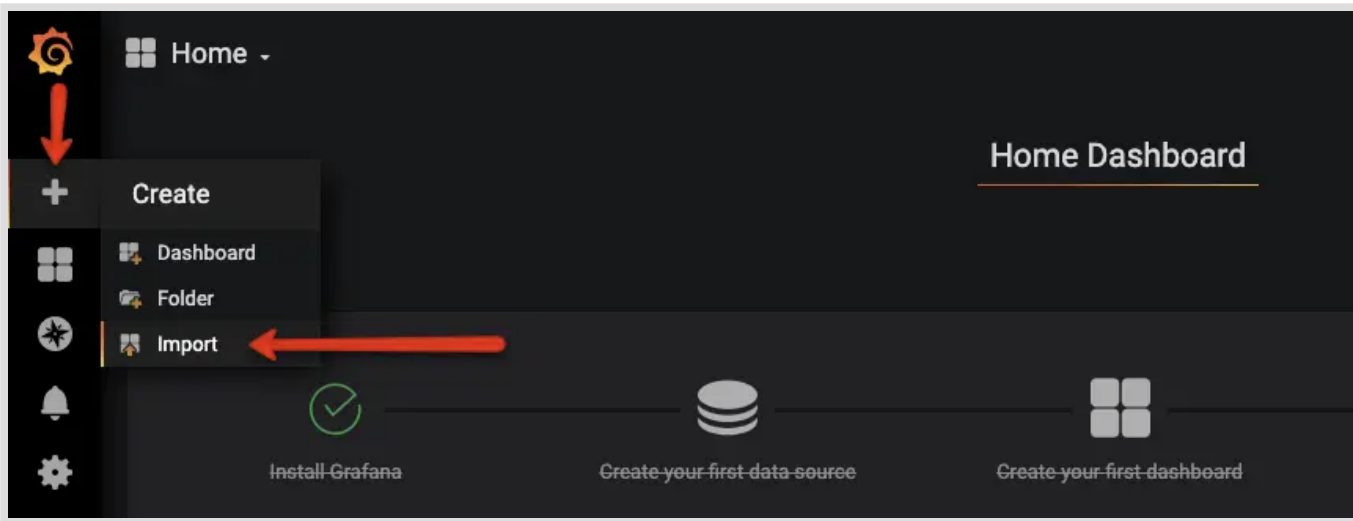 Home
Home Dashboard
Create
Dashboard
Folder
Import
Install Grafana
Create your first data source
Create your first dashboard